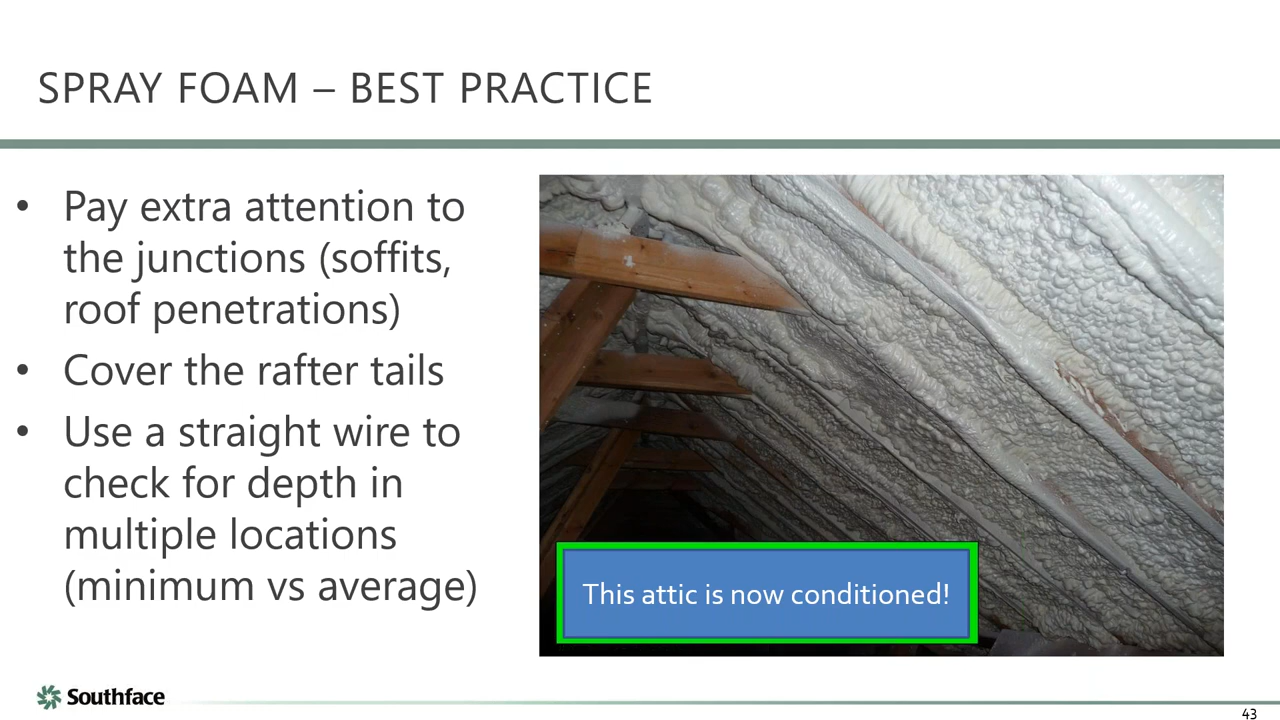 SPRAY FOAM – BEST PRACTICE
• Pay extra attention to
the junctions (soffits,
roof penetrations)
• Cover the rafter tails
• Use a straight wire to
check for depth in
multiple locations
(minimum vs average)
This attic is now conditioned!
Southface
43